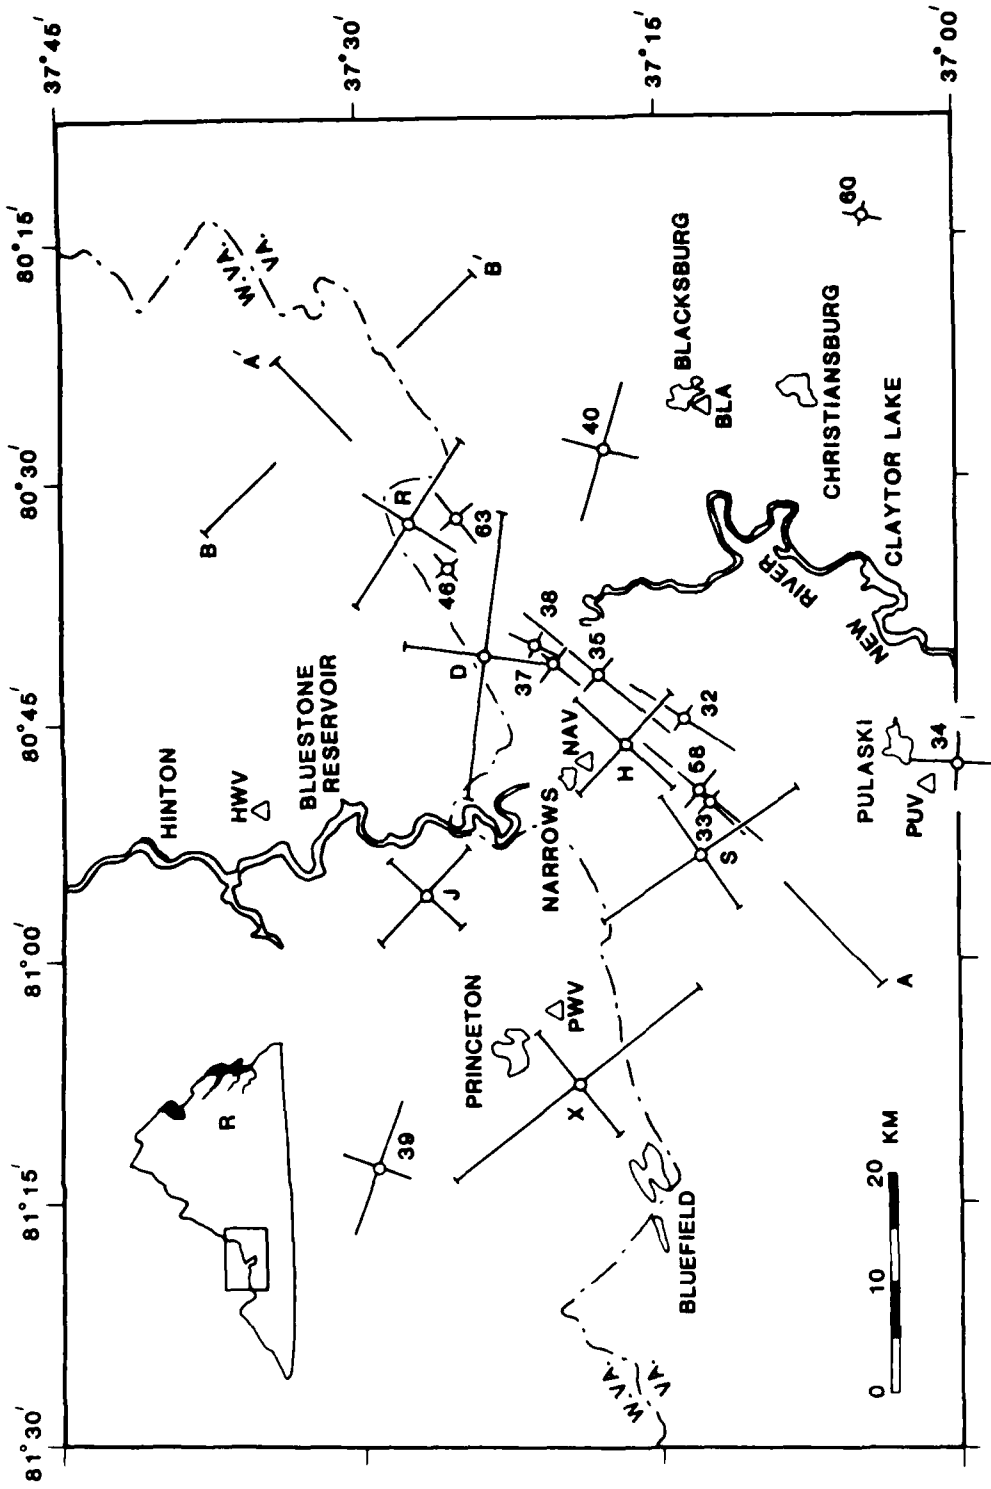 81°30'
81°15'
81°00'
80°45'
80°30'
80°15'
37°45'
37°30'
37°15'
37°00'
R
HINTON
HWV
BLUESTONE
RESERVOIR
B
A'
W.VA.
VA.
B'
39
J
D
46
R
63
PRINCETON
PWV
X
NARROWS
NAV
H
37
38
35
40
BLACKSBURG
BLA
60
W.VA.
VA.
BLUEFIELD
S
33
58
32
NEW
RIVER
CHRISTIANSBURG
CLAYTOR LAKE
A
PULASKI
PUV
34
0
10
20
KM